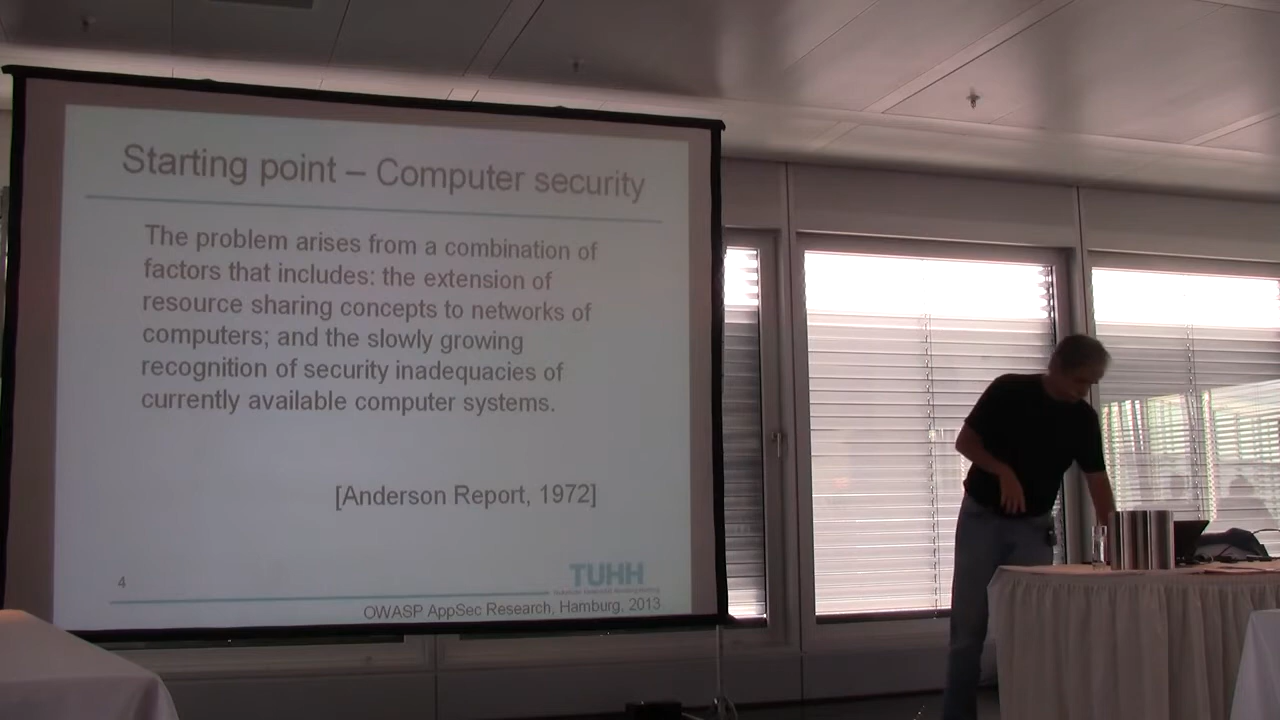 Starting point – Computer security
The problem arises from a combination of
factors that includes: the extension of
resource sharing concepts to networks of
computers; and the slowly growing
recognition of security inadequacies of
currently available computer systems.
[Anderson Report, 1972]
4
TUHH
OWASP AppSec Research, Hamburg, 2013